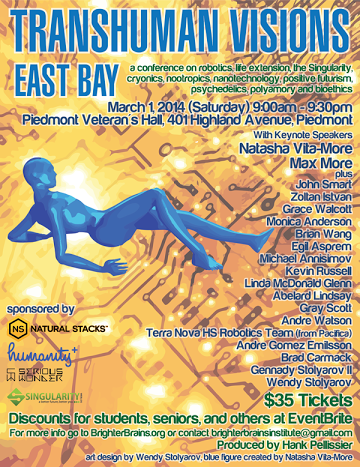 TRANSHUMAN VISIONS
EAST BAY
a conference on robotics, life extension, the Singularity,
cryonics, nootropics, nanotechnology, positive futurism,
psychedelics, polyamory and bioethics
March 1, 2014 (Saturday) 9:00am - 9:30pm
Piedmont Veteran's Hall, 401 Highland Avenue, Piedmont
With Keynote Speakers
Natasha Vita-More
Max More
plus
John Smart
Zoltan Istvan
Grace Walcott
Monica Anderson
Brian Wang
Egil Asprem
Michael Annisimov
Kevin Russell
Linda McDonald Glenn
Abelard Lindsay
Gray Scott
Andre Watson
Terra Nova HS Robotics Team (from Pacifica)
Andre Gomez Emilsson
Brad Carmack
Gennady Stolyarov II
Wendy Stolyarov
sponsored by
NS NATURAL STACKS™
humanity+
SERIOUS
WONDER
SINGULARITY!
$35 Tickets
Discounts for students, seniors, and others at EventBrite
For more info go to BrighterBrains.org or contact brighterbrainsinstitute@gmail.com
Produced by Hank Pellissier
art design by Wendy Stolyarov, blue figure created by Natasha Vita-More